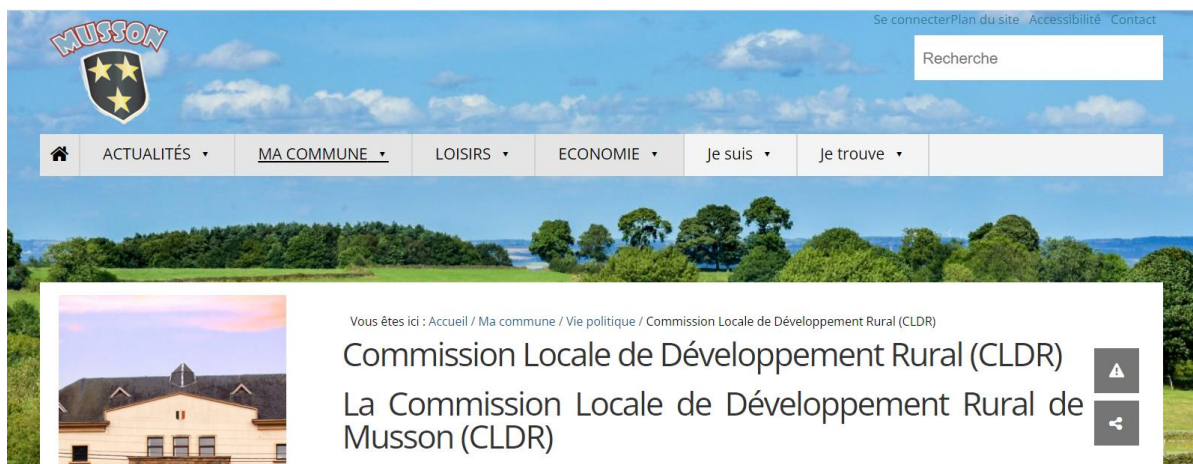 Se connecterPlan du site Accessibilité Contact
MUSSON
Recherche
ACTUALITÉS
MA COMMUNE
LOISIRS
ECONOMIE
Je suis
Je trouve
Vous êtes ici : Accueil / Ma commune / Vie politique / Commission Locale de Développement Rural (CLDR)
Commission Locale de Développement Rural (CLDR)
La Commission Locale de Développement Rural de
Musson (CLDR)